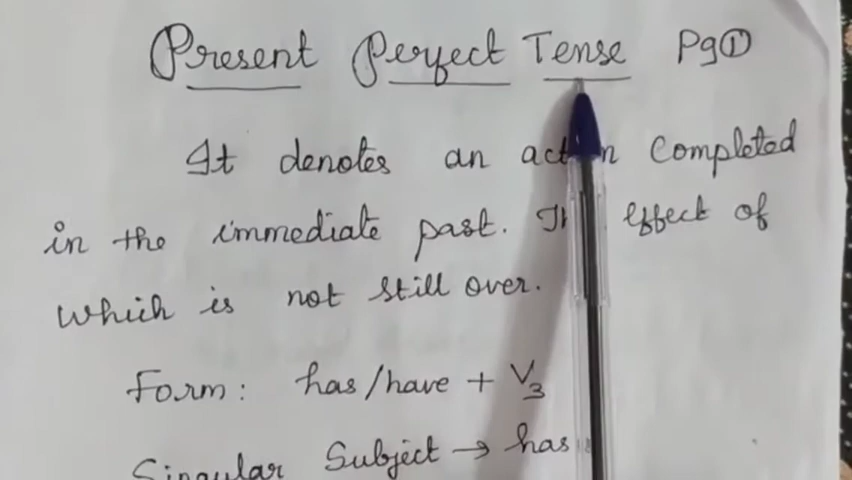 Present Perfect Tense Pg①
It denotes an completed
in the immediate past. effect of
which is not still over.
Form: has/have + V₃
Singular Subject → has